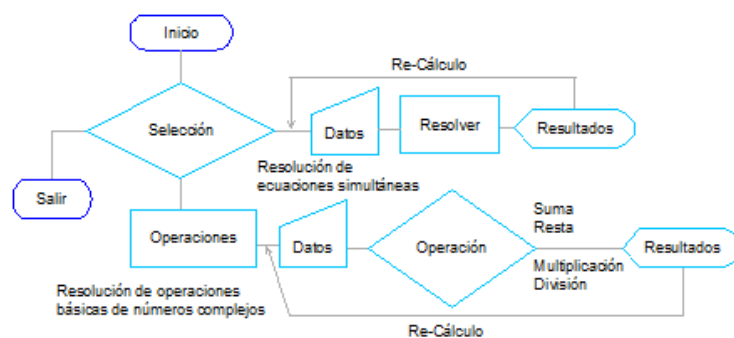 Inicio
Re-Cálculo
Selección
Datos
Resolver
Resultados
Resolución de
ecuaciones simultáneas
Salir
Operaciones
Datos
Operación
Suma
Resta
Resultados
Multiplicación
División
Resolución de operaciones
básicas de números complejos
Re-Cálculo